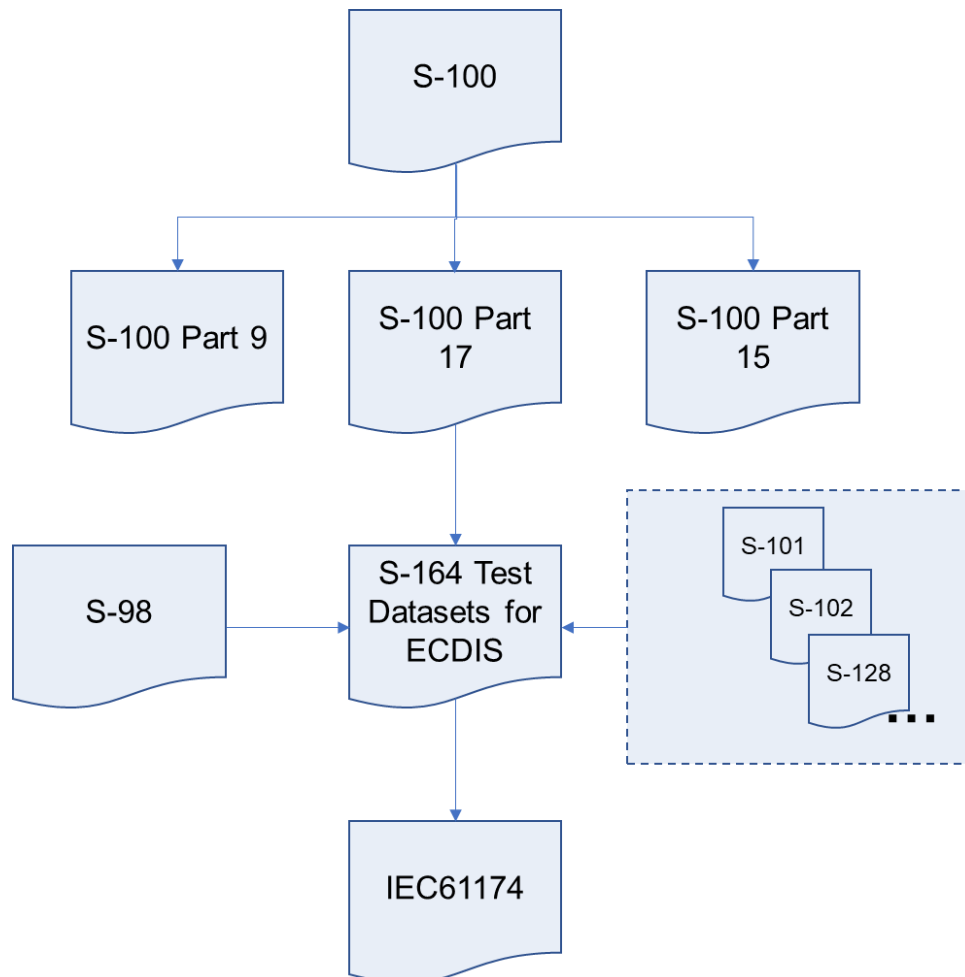 S-100
S-100 Part 9
S-100 Part
17
S-100 Part
15
S-98
S-164 Test
Datasets for
ECDIS
S-101
S-102
S-128
...
IEC61174